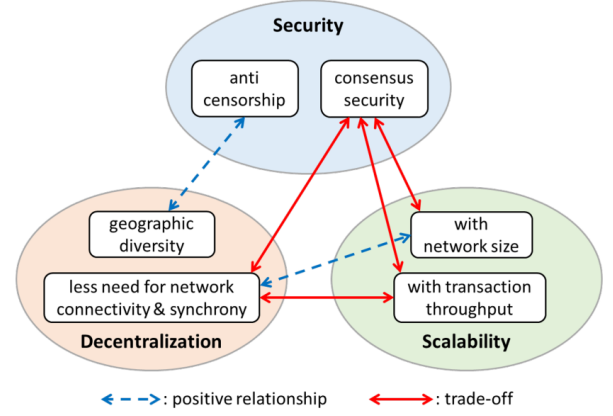 Security
anti
censorship
consensus
security
geographic
diversity
less need for network
connectivity & synchrony
Decentralization
with
network size
with transaction
throughput
Scalability
: positive relationship
: trade-off